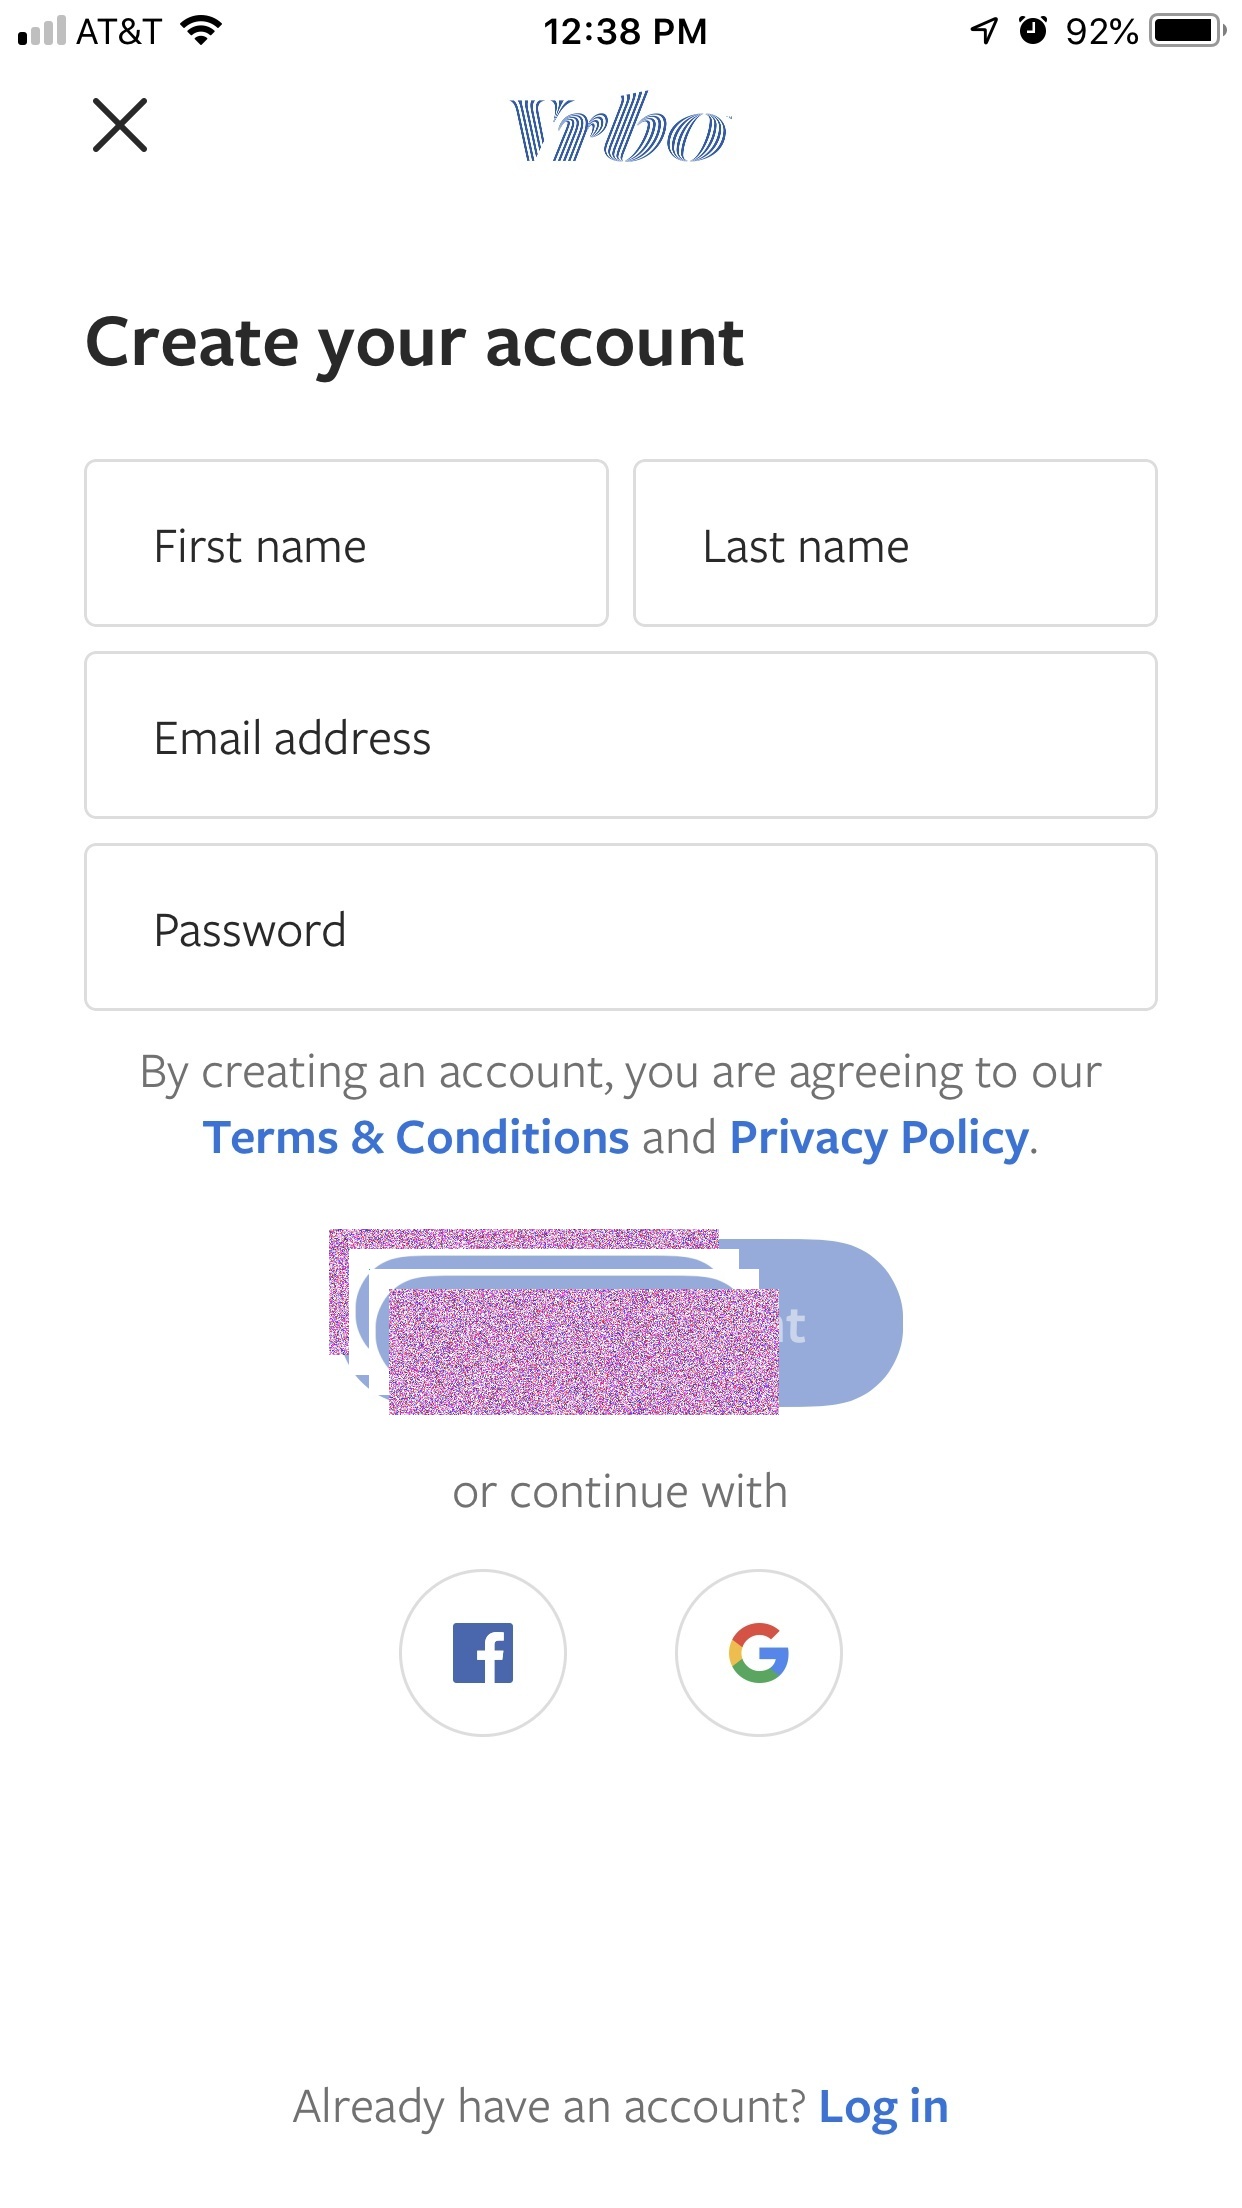 AT&T 12:38 PM 92%
Vrbo
Create your account
First name Last name
Email address
Password
By creating an account, you are agreeing to our
Terms & Conditions and Privacy Policy.
or continue with
Already have an account? Log in